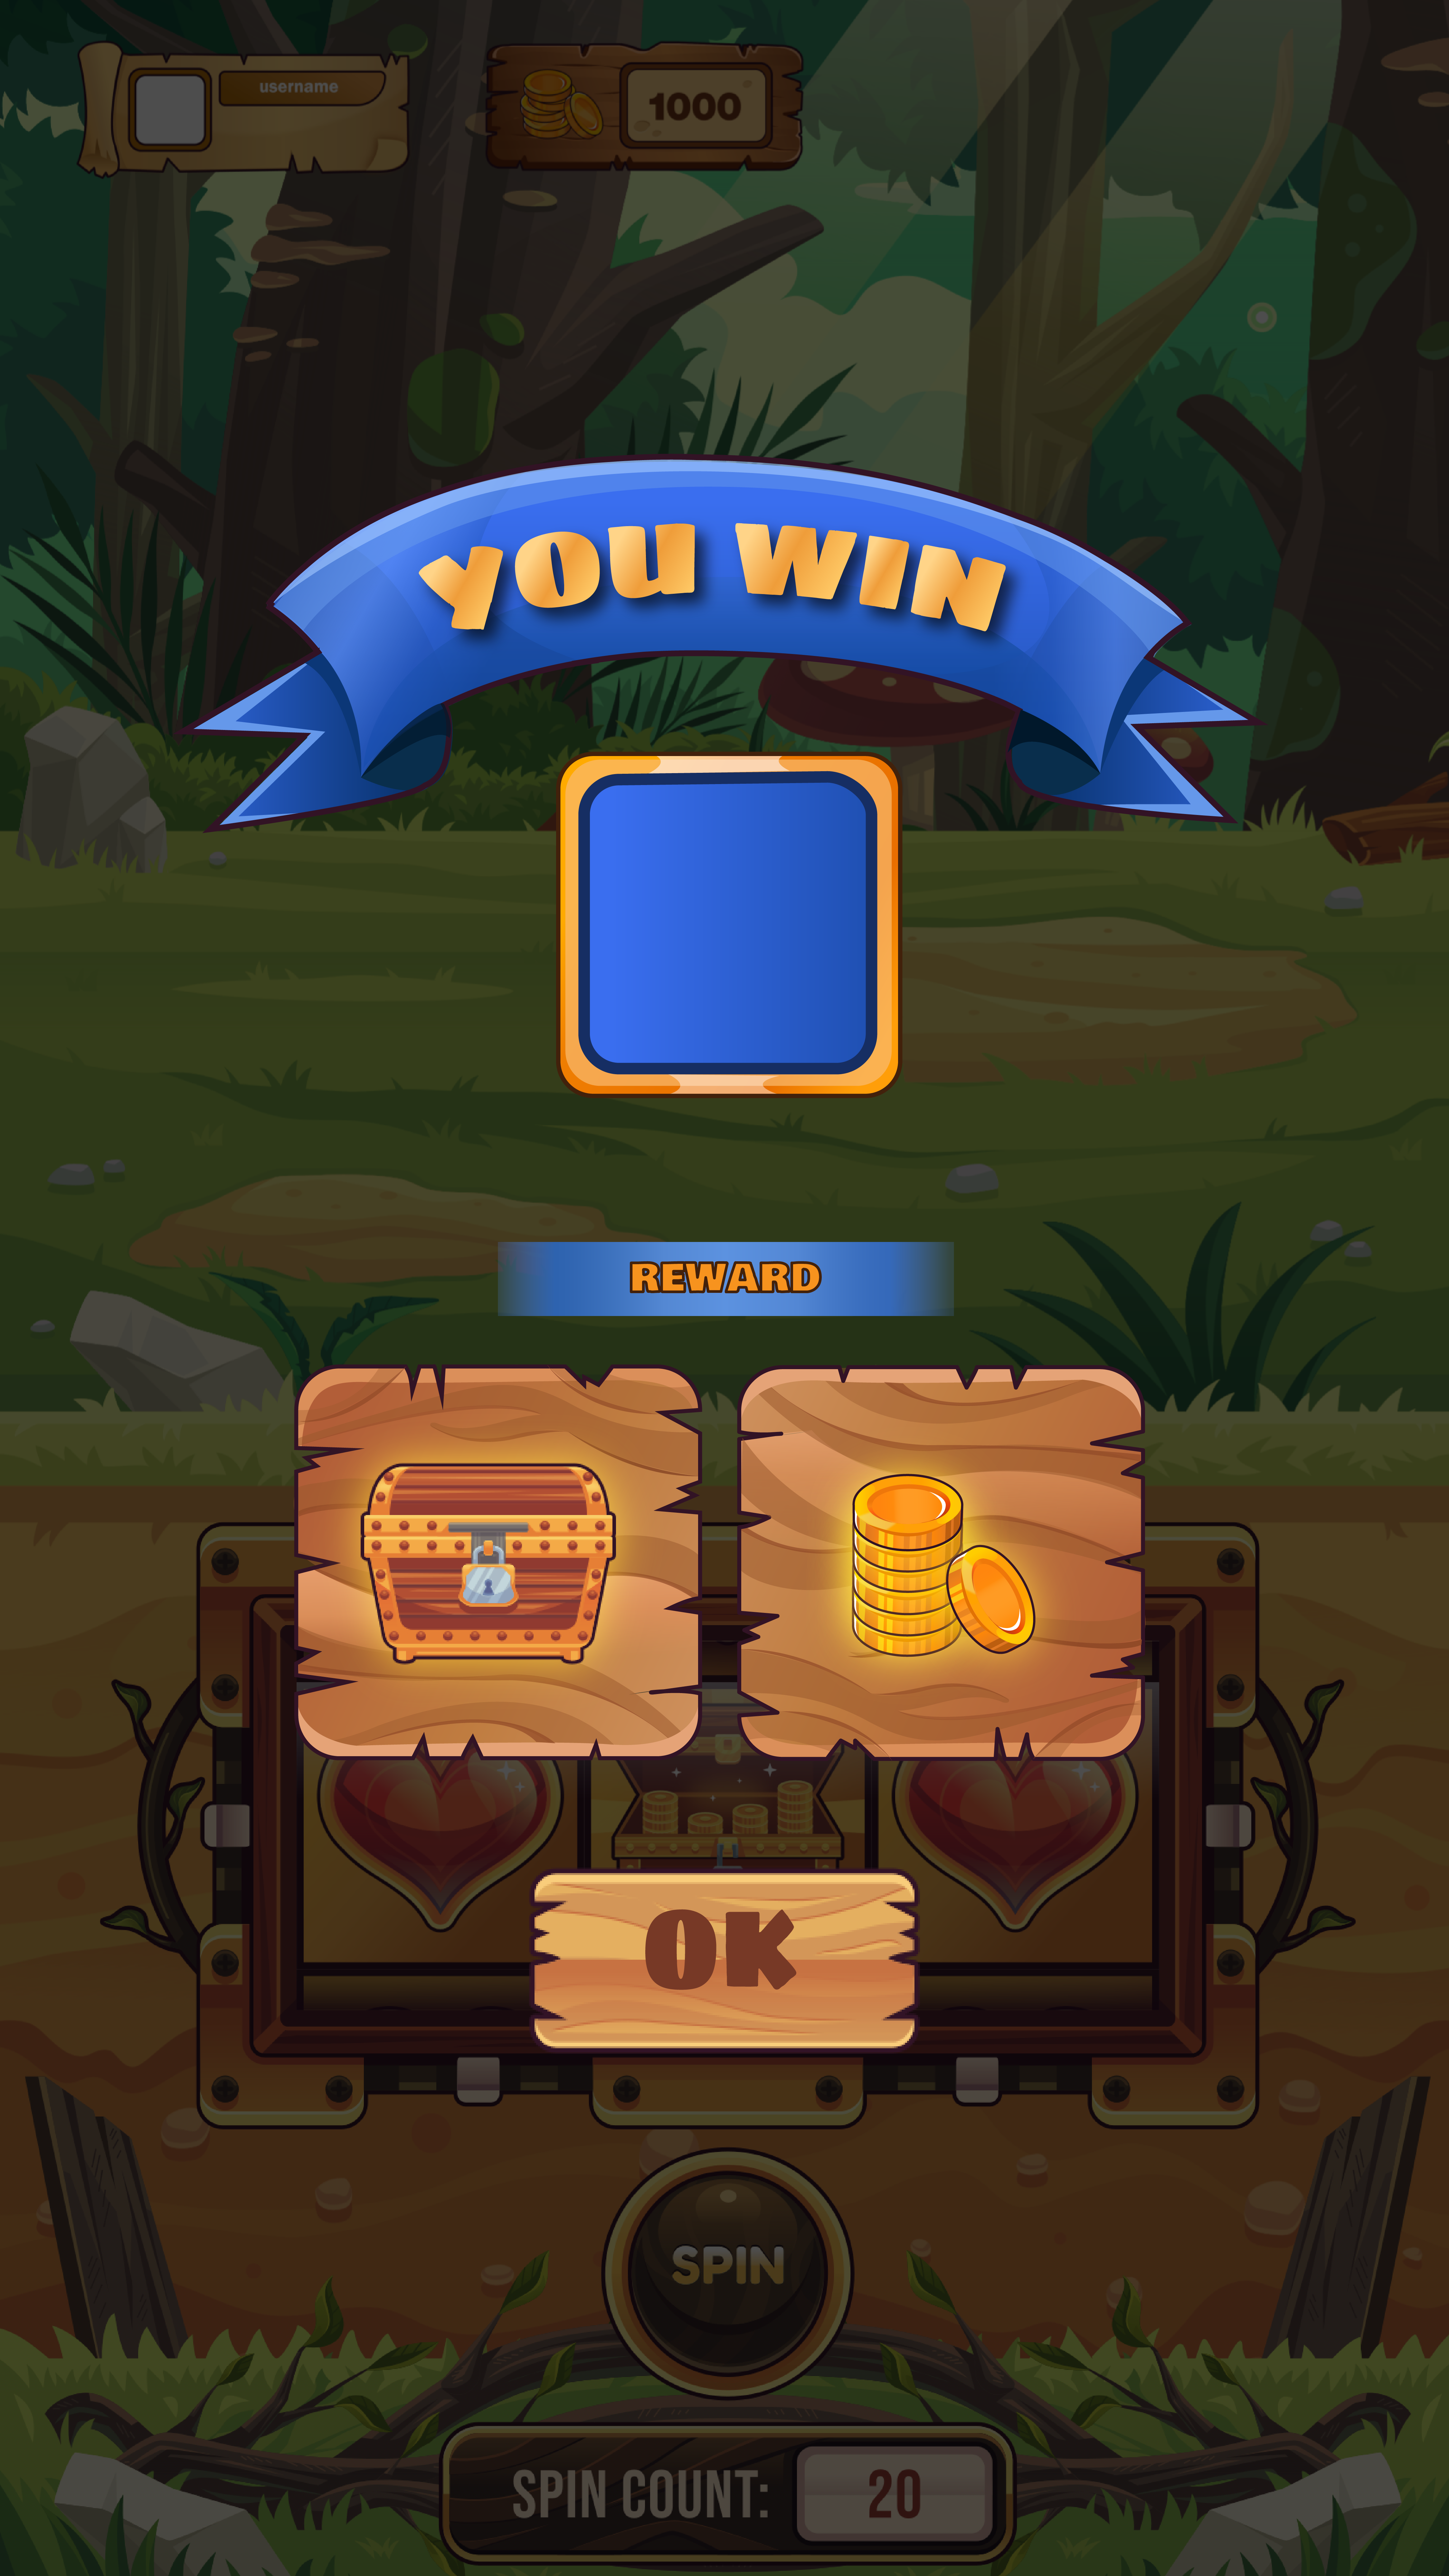 username
1000
YOU WIN
REWARD
OK
SPIN
SPIN COUNT: 20